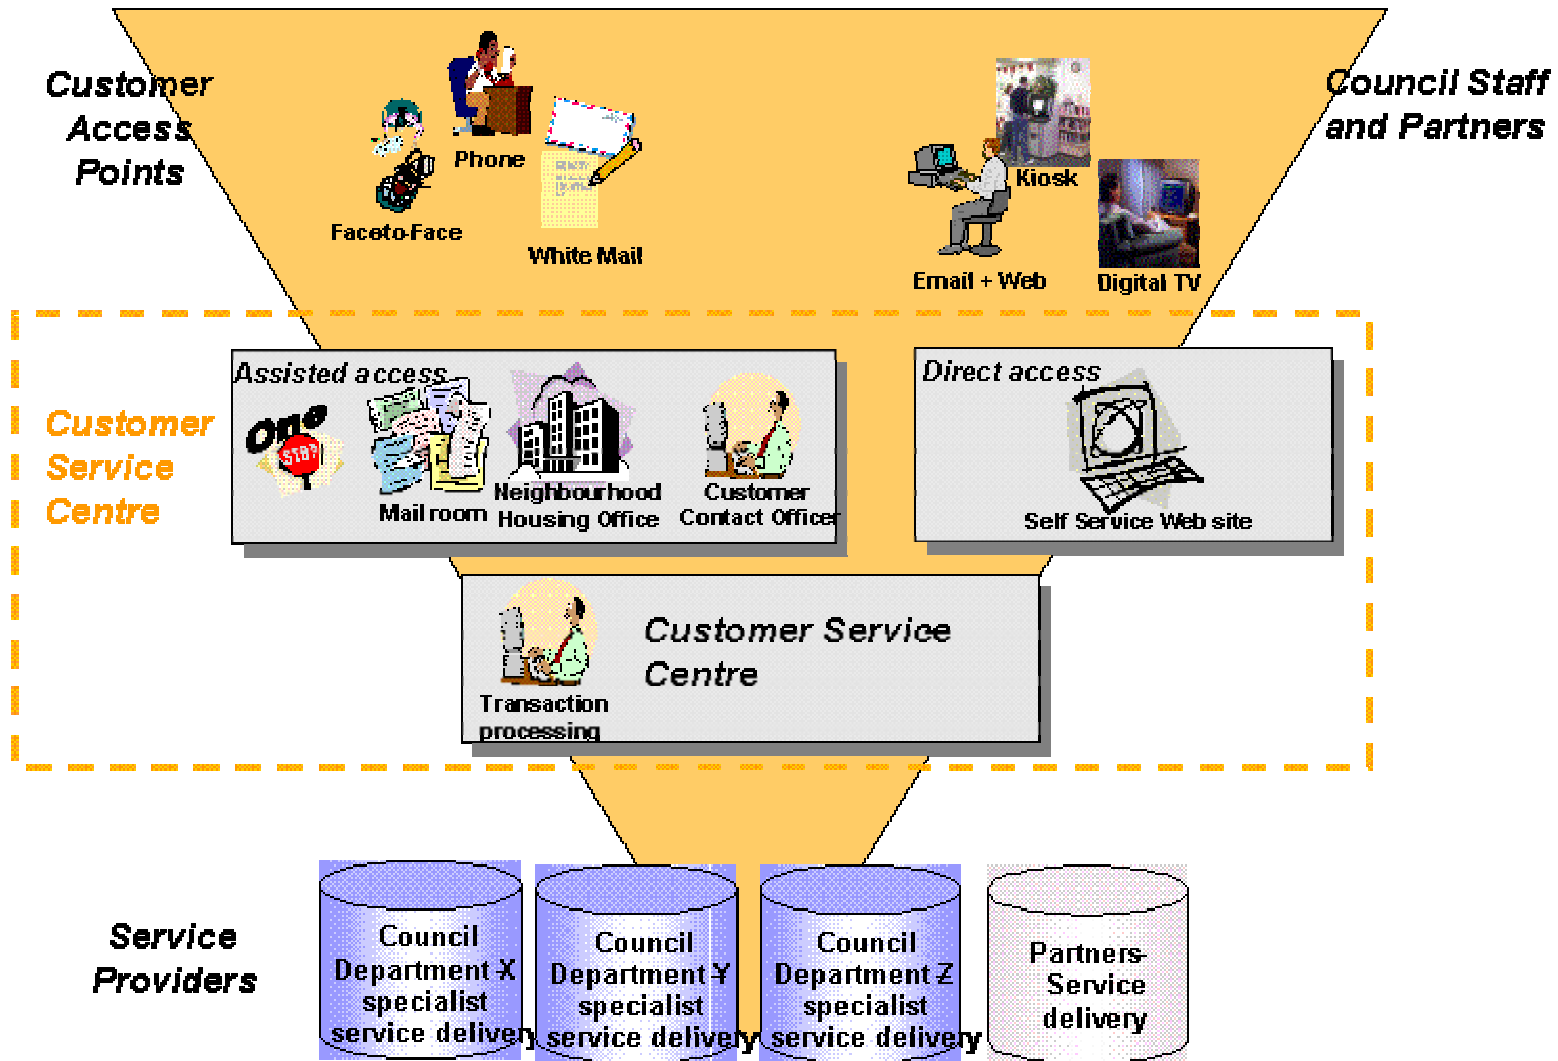 Customer
Access
Points
Council Staff
and Partners
Phone
Faceto-Face
White Mail
Kiosk
Email + Web
Digital TV
Customer
Service
Centre
Assisted access
One
STOP
Mail room
Neighbourhood
Housing Office
Customer
Contact Officer
Direct access
Self Service Web site
Transaction
processing
Customer Service
Centre
Service
Providers
Council
Department -X
specialist
service delivery
Council
Department -Y
specialist
service delivery
Council
Department -Z
specialist
service delivery
Partners-
Service
delivery